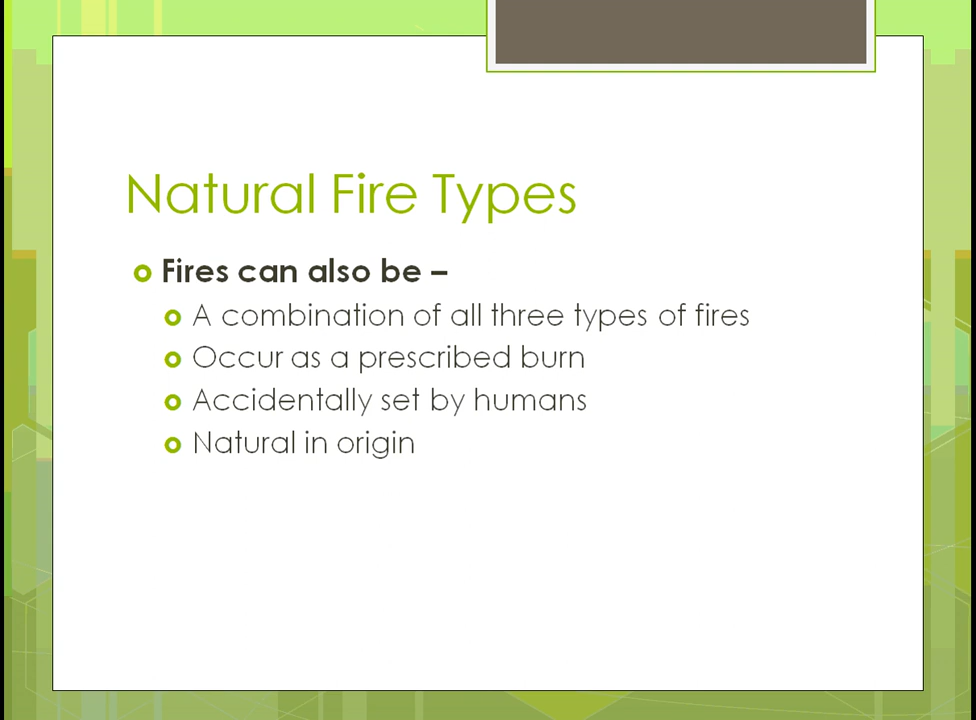 Natural Fire Types
Fires can also be –
A combination of all three types of fires
Occur as a prescribed burn
Accidentally set by humans
Natural in origin